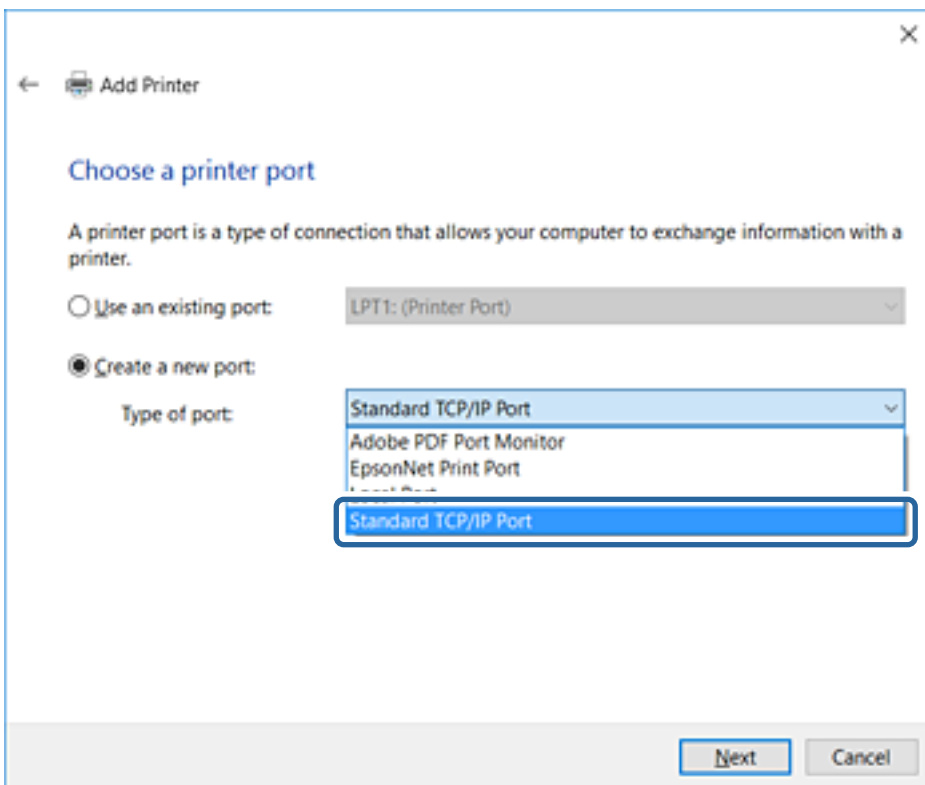 Add Printer
Choose a printer port
A printer port is a type of connection that allows your computer to exchange information with a
printer.
Use an existing port:
LPT1: (Printer Port)
Create a new port:
Type of port:
Standard TCP/IP Port
Adobe PDF Port Monitor
EpsonNet Print Port
Local Port
Standard TCP/IP Port
Next
Cancel